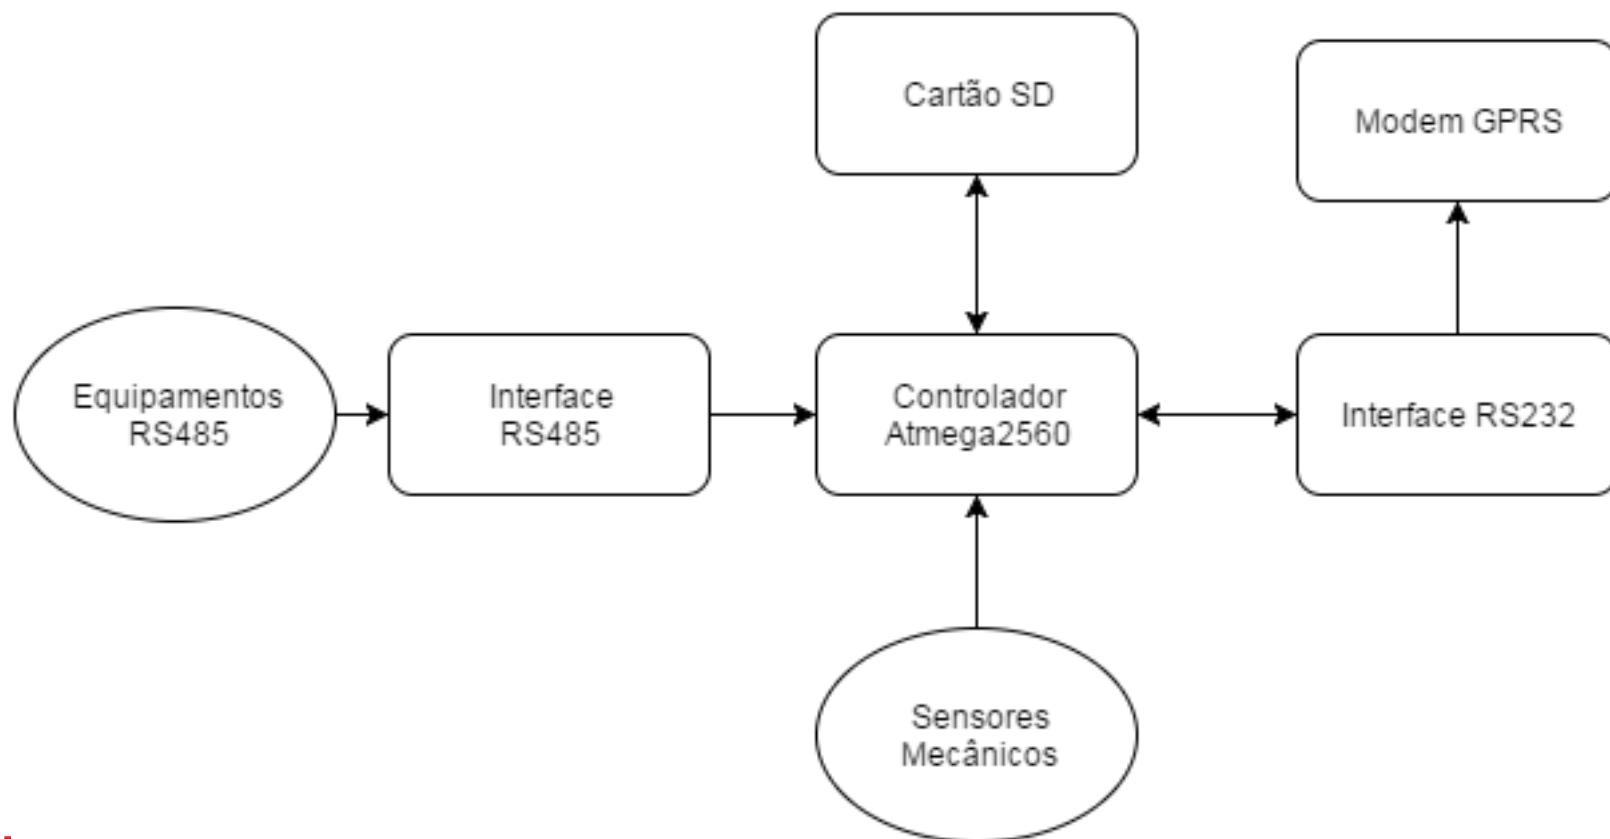 Cartão SD
Modem GPRS
Equipamentos
RS485
Interface
RS485
Controlador
Atmega2560
Interface RS232
Sensores
Mecânicos